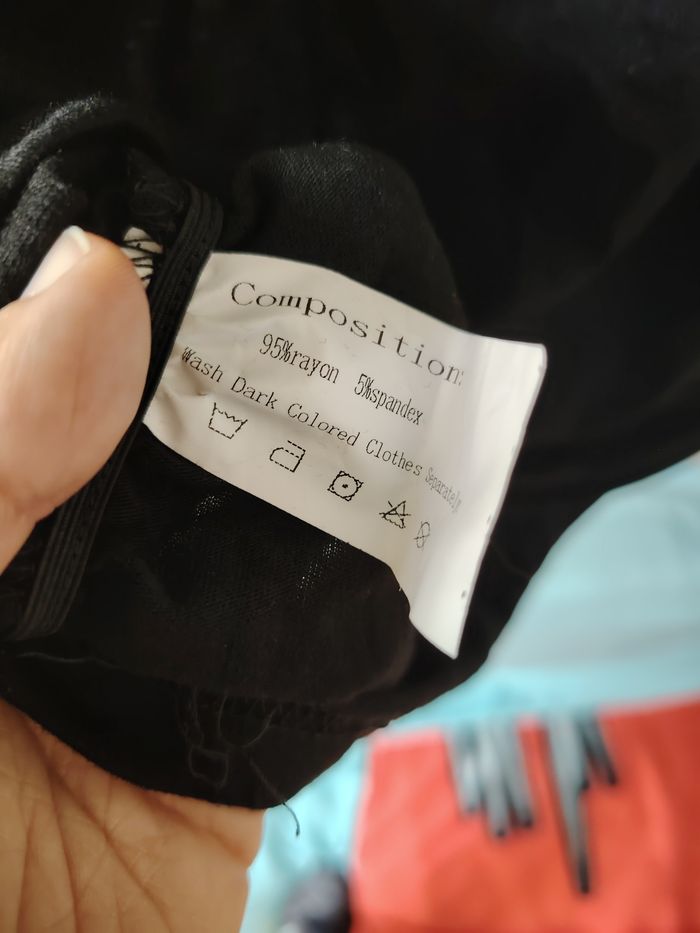 Composition:
95%rayon 5%spandex
Wash Dark Colored Clothes Separately